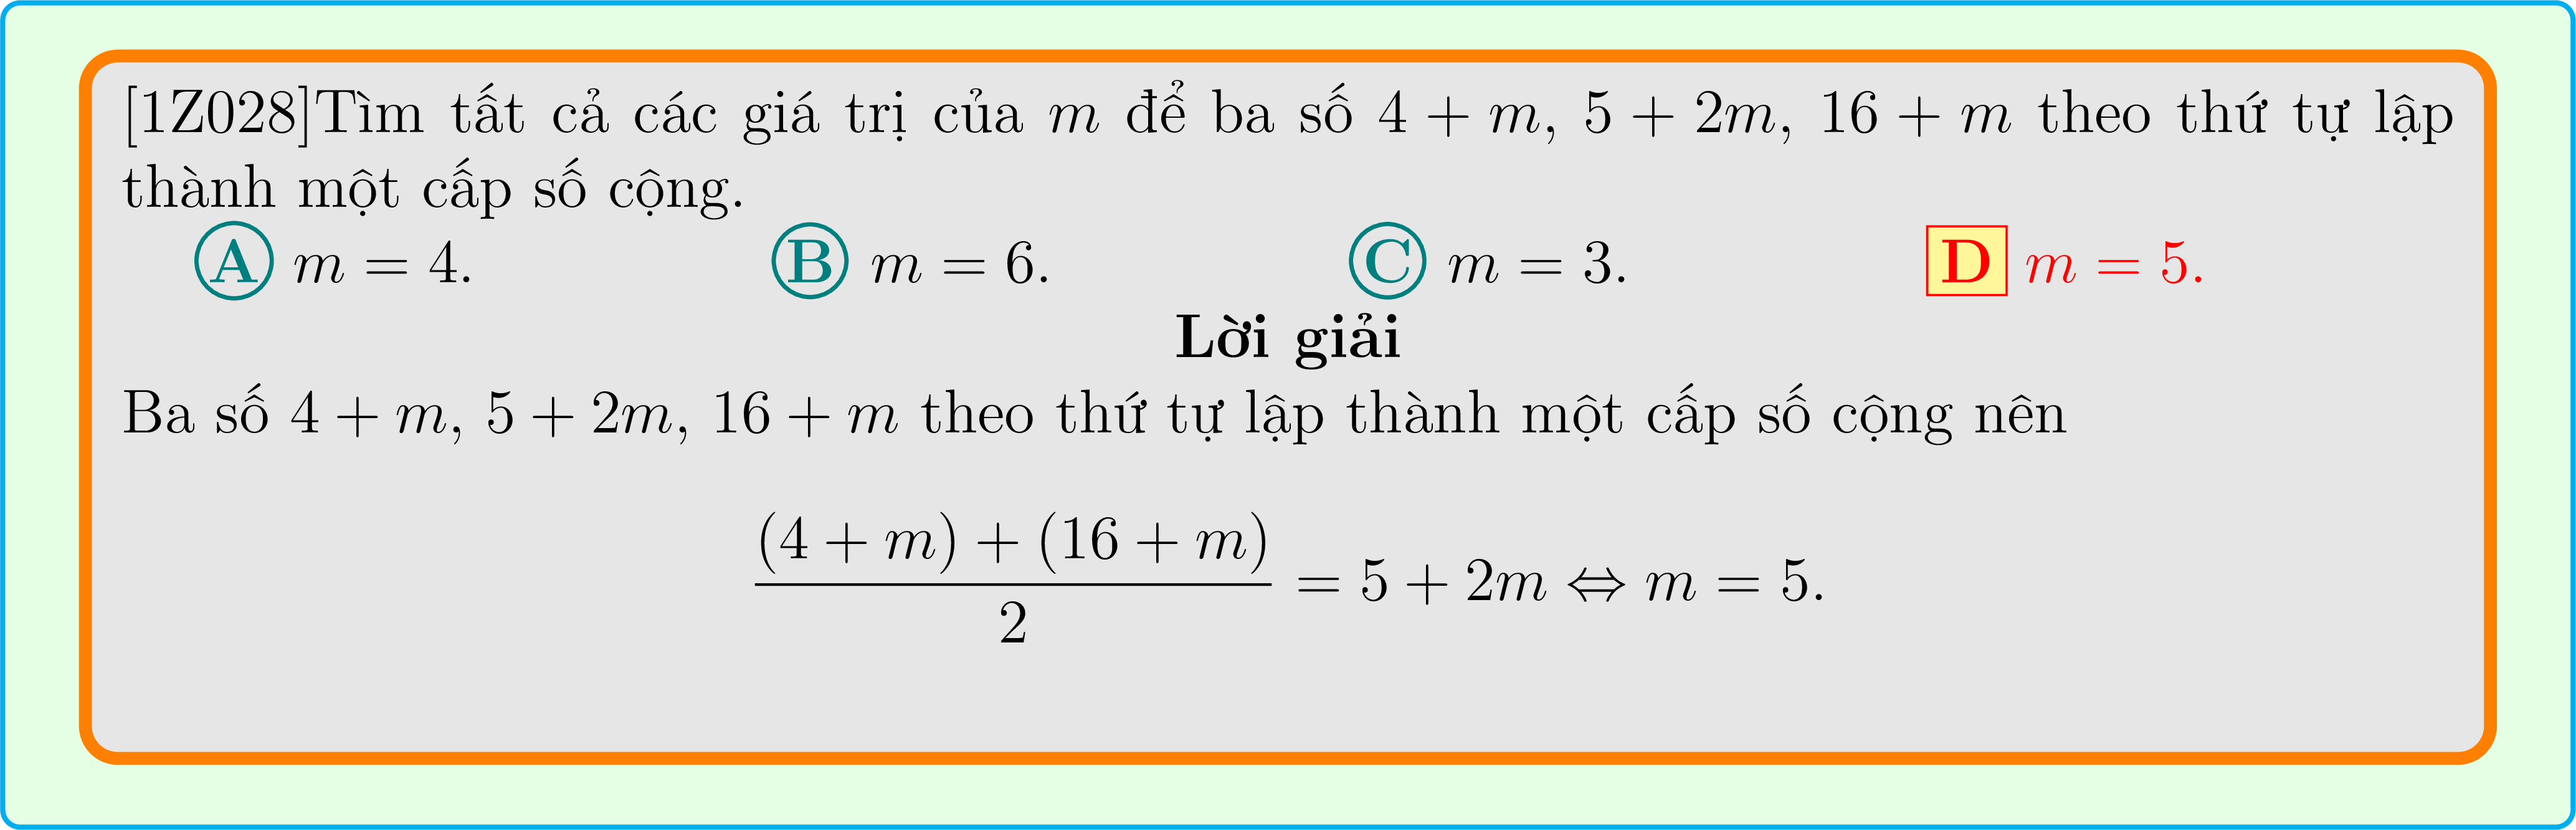 [1Z028]Tìm tất cả các giá trị của m để ba số 4 + m, 5 + 2m, 16 + m theo thứ tự lập
thành một cấp số cộng.
A m = 4. B m = 6. C m = 3. D m = 5.
Lời giải
Ba số 4 + m, 5 + 2m, 16 + m theo thứ tự lập thành một cấp số cộng nên
(4 + m) + (16 + m)
= 5 + 2m ⇔ m = 5.
2